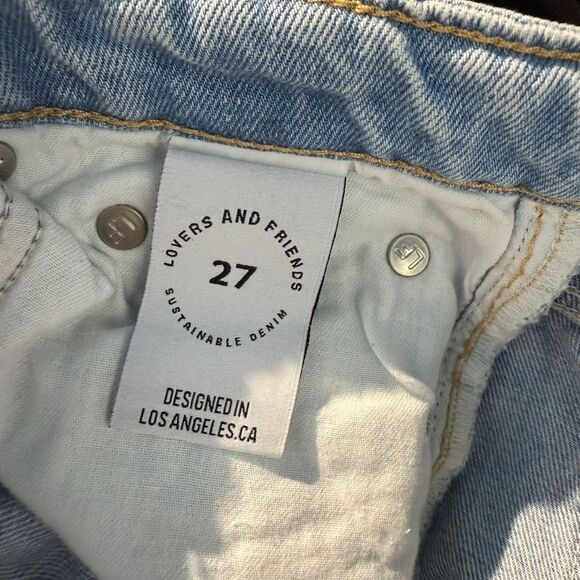 LOVERS AND FRIENDS
27
SUSTAINABLE DENIM
DESIGNED IN
LOS ANGELES.CA